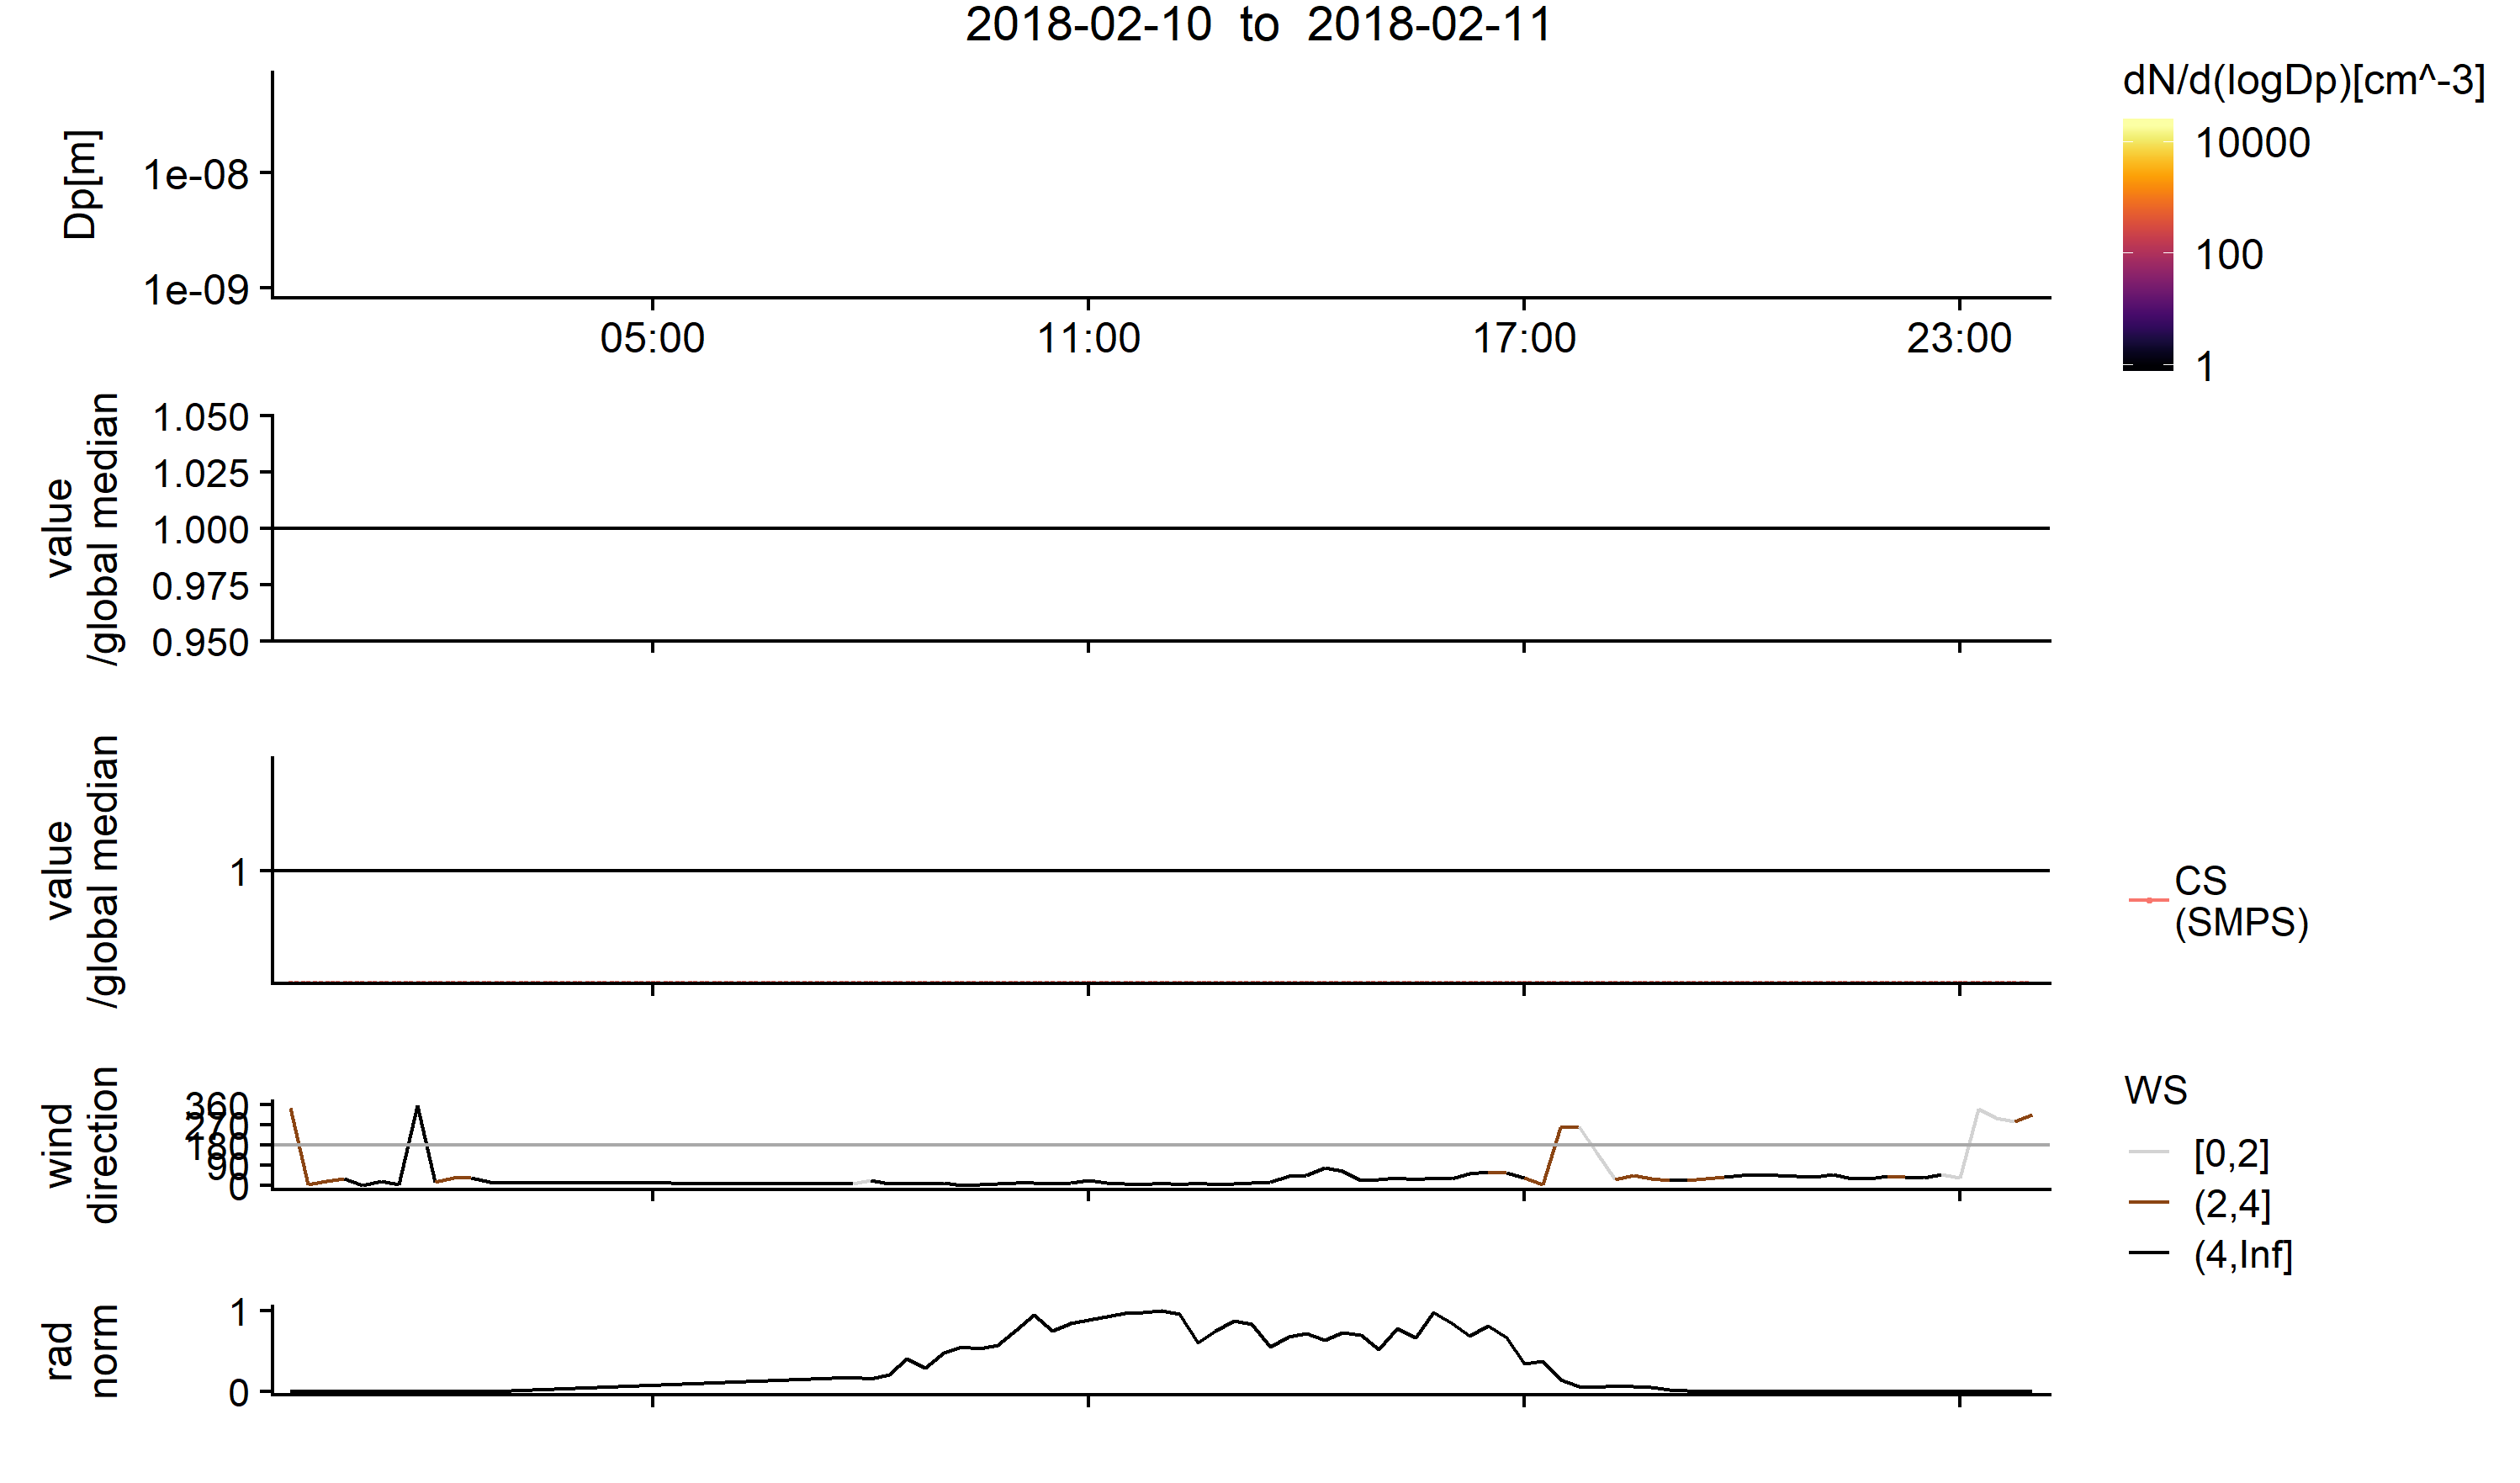 2018-02-10 to 2018-02-11
dN/d(logDp)[cm^-3]
10000
100
1
Dp[m]
1e-08
1e-09
05:00
11:00
17:00
23:00
value
/global median
1.050
1.025
1.000
0.975
0.950
value
/global median
1
CS
(SMPS)
wind
direction
360
270
180
90
0
WS
[0,2]
(2,4]
(4,Inf]
rad
norm
1
0